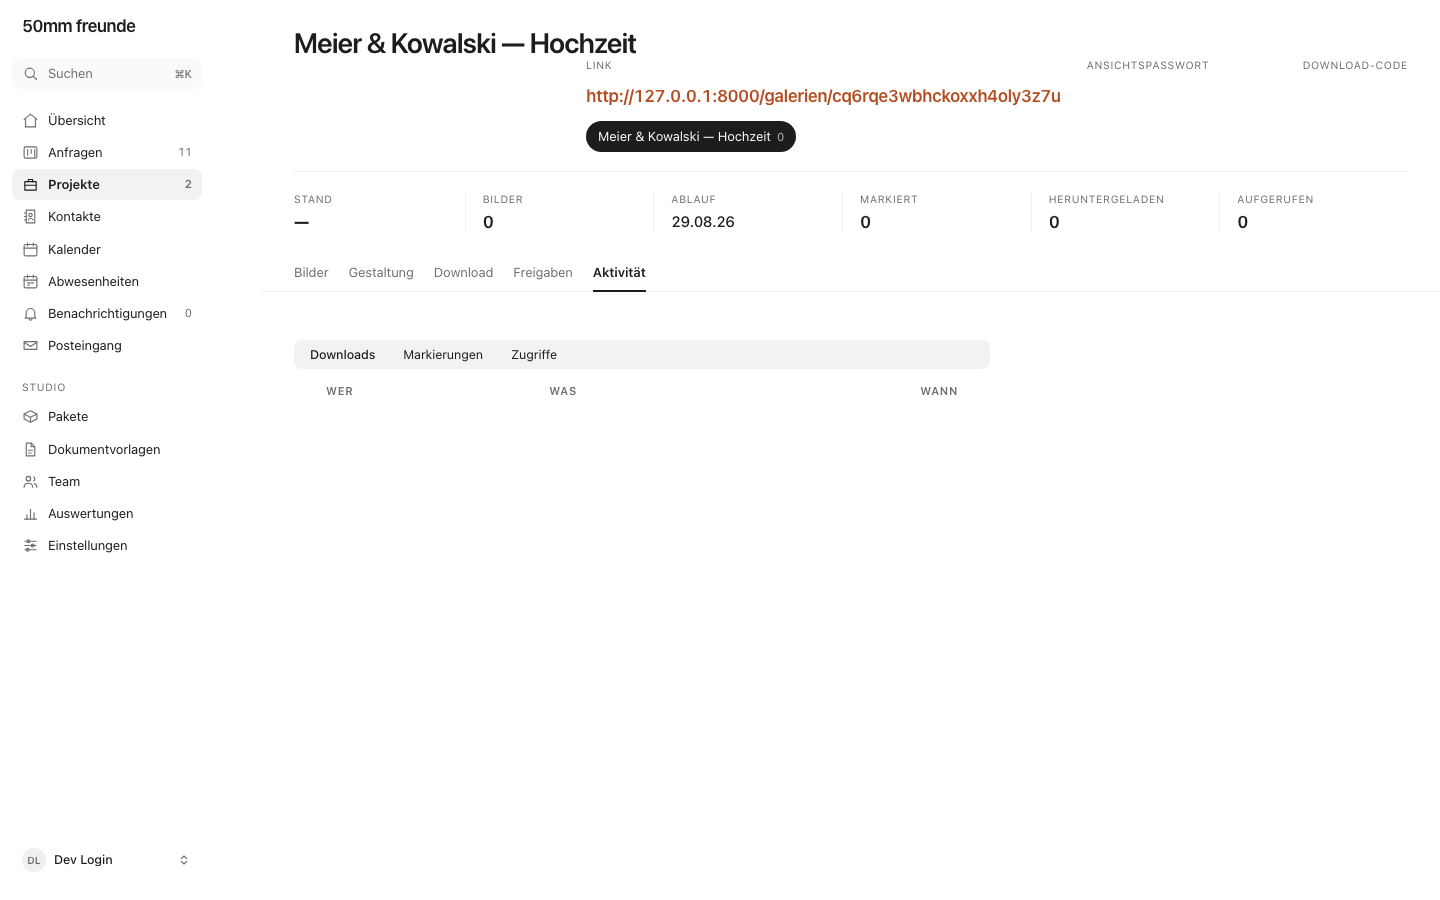 50mm freunde
Suchen ⌘K
Übersicht
Anfragen 11
Projekte 2
Kontakte
Kalender
Abwesenheiten
Benachrichtigungen 0
Posteingang
STUDIO
Pakete
Dokumentvorlagen
Team
Auswertungen
Einstellungen
DL Dev Login
Meier & Kowalski — Hochzeit
LINK ANSICHTSPASSWORT DOWNLOAD-CODE
http://127.0.0.1:8000/galerien/cq6rqe3wbhckoxxh4oly3z7u
Meier & Kowalski — Hochzeit 0
STAND BILDER ABLAUF MARKIERT HERUNTERGELADEN AUFGERUFEN
— 0 29.08.26 0 0 0
Bilder Gestaltung Download Freigaben Aktivität
Downloads Markierungen Zugriffe
WER WAS WANN